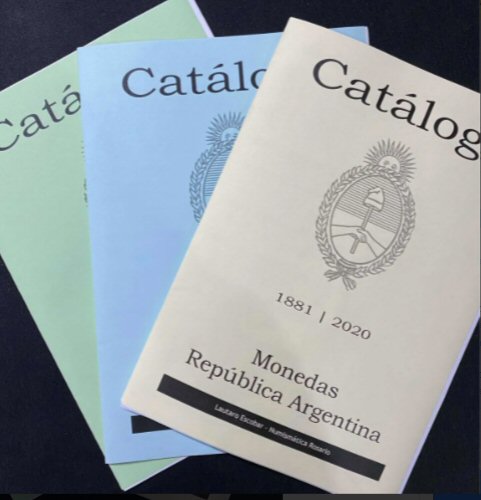 Catá
Catálo
Catálog
1881 | 2020
Monedas
República Argentina
Lautaro Escobar - Numismática Rosario